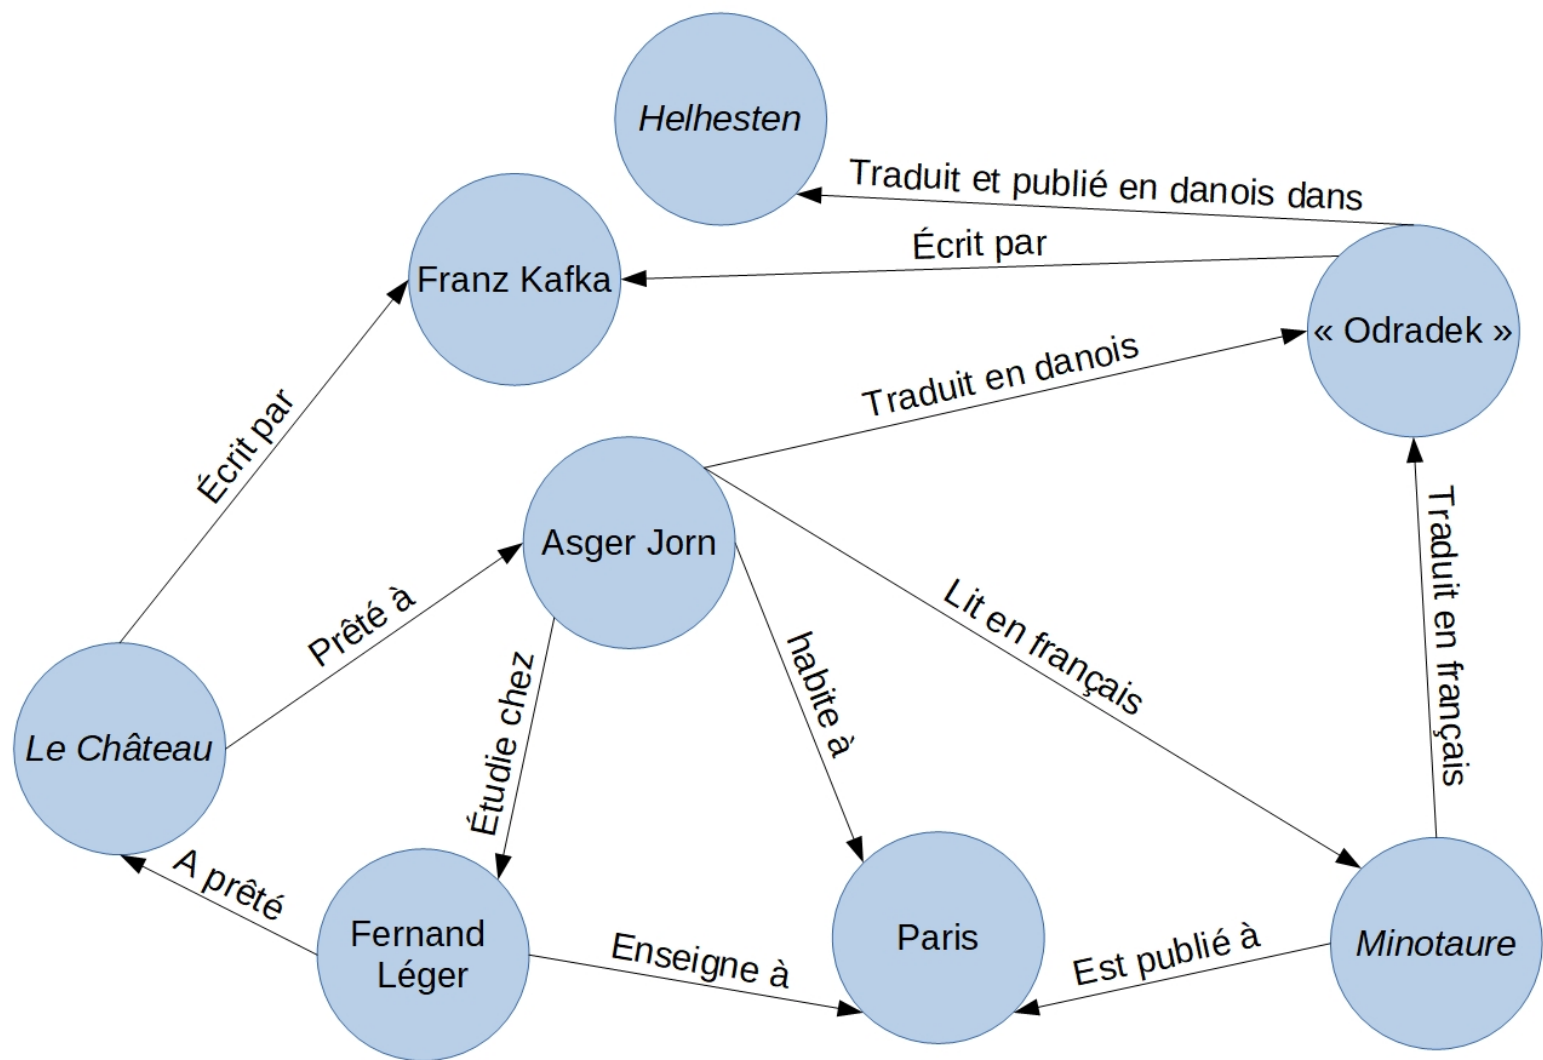 Helhesten
Traduit et publié en danois dans
Écrit par
Franz Kafka
« Odradek »
Traduit en danois
Écrit par
Asger Jorn
Prêté à
Lit en français
Traduit en français
habite à
Étudie chez
Le Château
A prêté
Fernand
Léger
Enseigne à
Paris
Est publié à
Minotaure